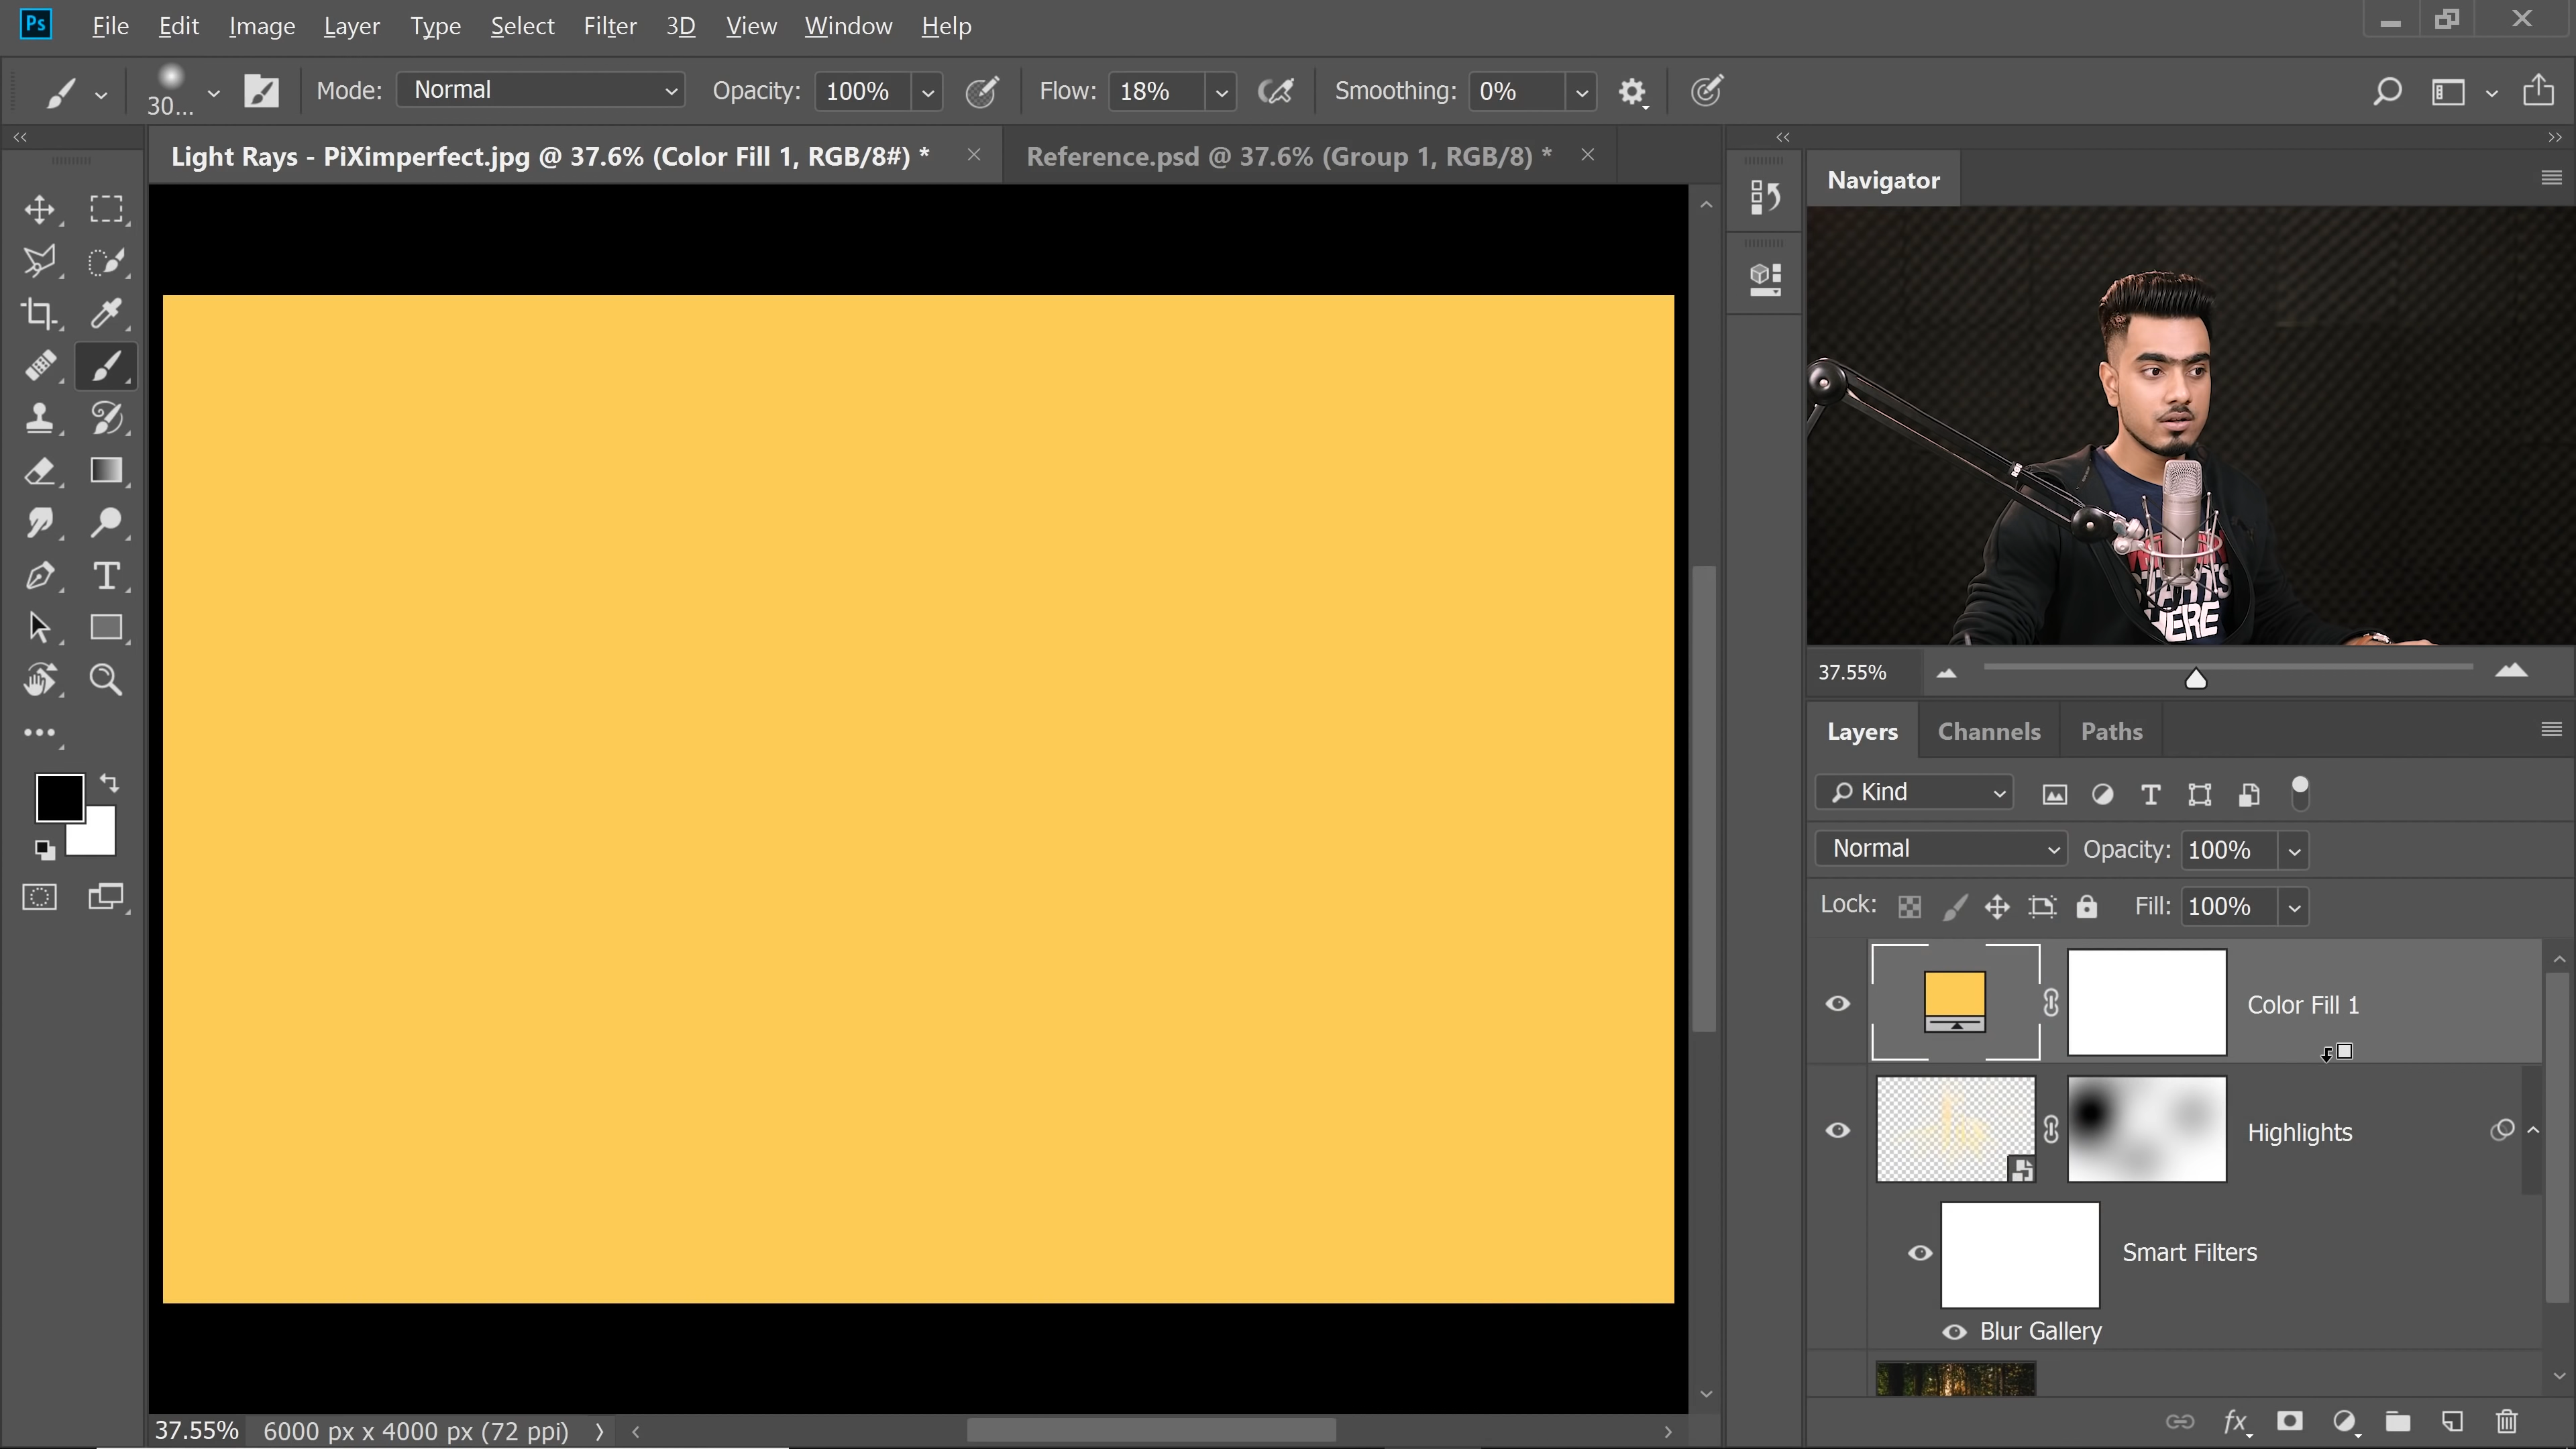 Ps File Edit Image Layer Type Select Filter 3D View Window Help
30... Mode: Normal Opacity: 100% Flow: 18% Smoothing: 0%
Light Rays - PiXimperfect.jpg @ 37.6% (Color Fill 1, RGB/8#) * Reference.psd @ 37.6% (Group 1, RGB/8) *
Navigator
STARTS
HERE
37.55%
Layers Channels Paths
Kind
Normal Opacity: 100%
Lock: Fill: 100%
Color Fill 1
Highlights
Smart Filters
Blur Gallery
37.55% 6000 px x 4000 px (72 ppi)
fx